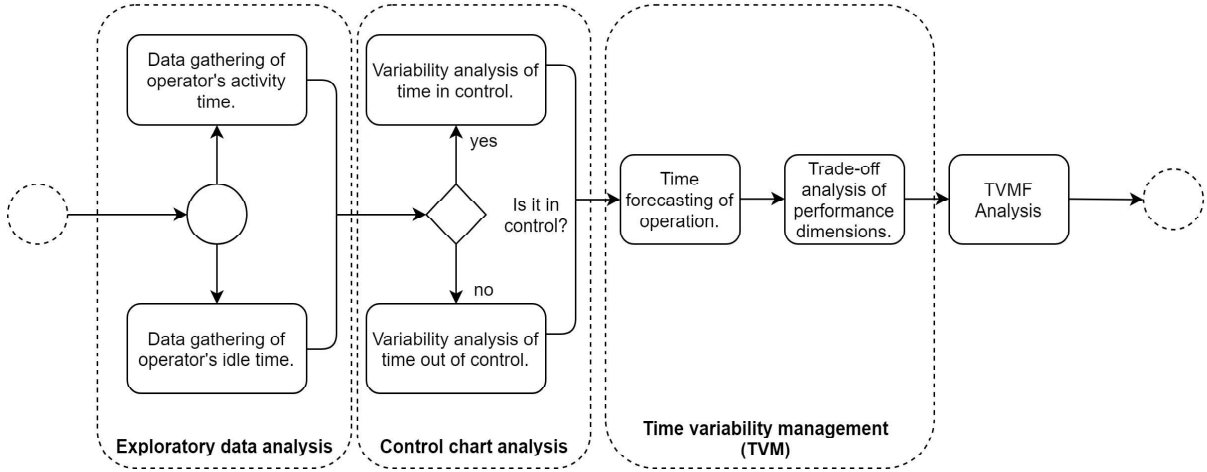 Data gathering of
operator's activity
time.
Data gathering of
operator's idle time.
Exploratory data analysis
Variability analysis of
time in control.
yes
Is it in
control?
no
Variability analysis of
time out of control.
Control chart analysis
Time
forecasting of
operation.
Trade-off
analysis of
performance
dimensions.
Time variability management
(TVM)
TVMF
Analysis